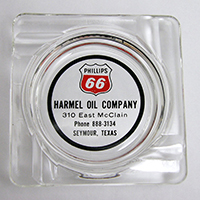 PHILLIPS
66
HARMEL OIL COMPANY
310 East McClain
Phone 888-3134
SEYMOUR, TEXAS